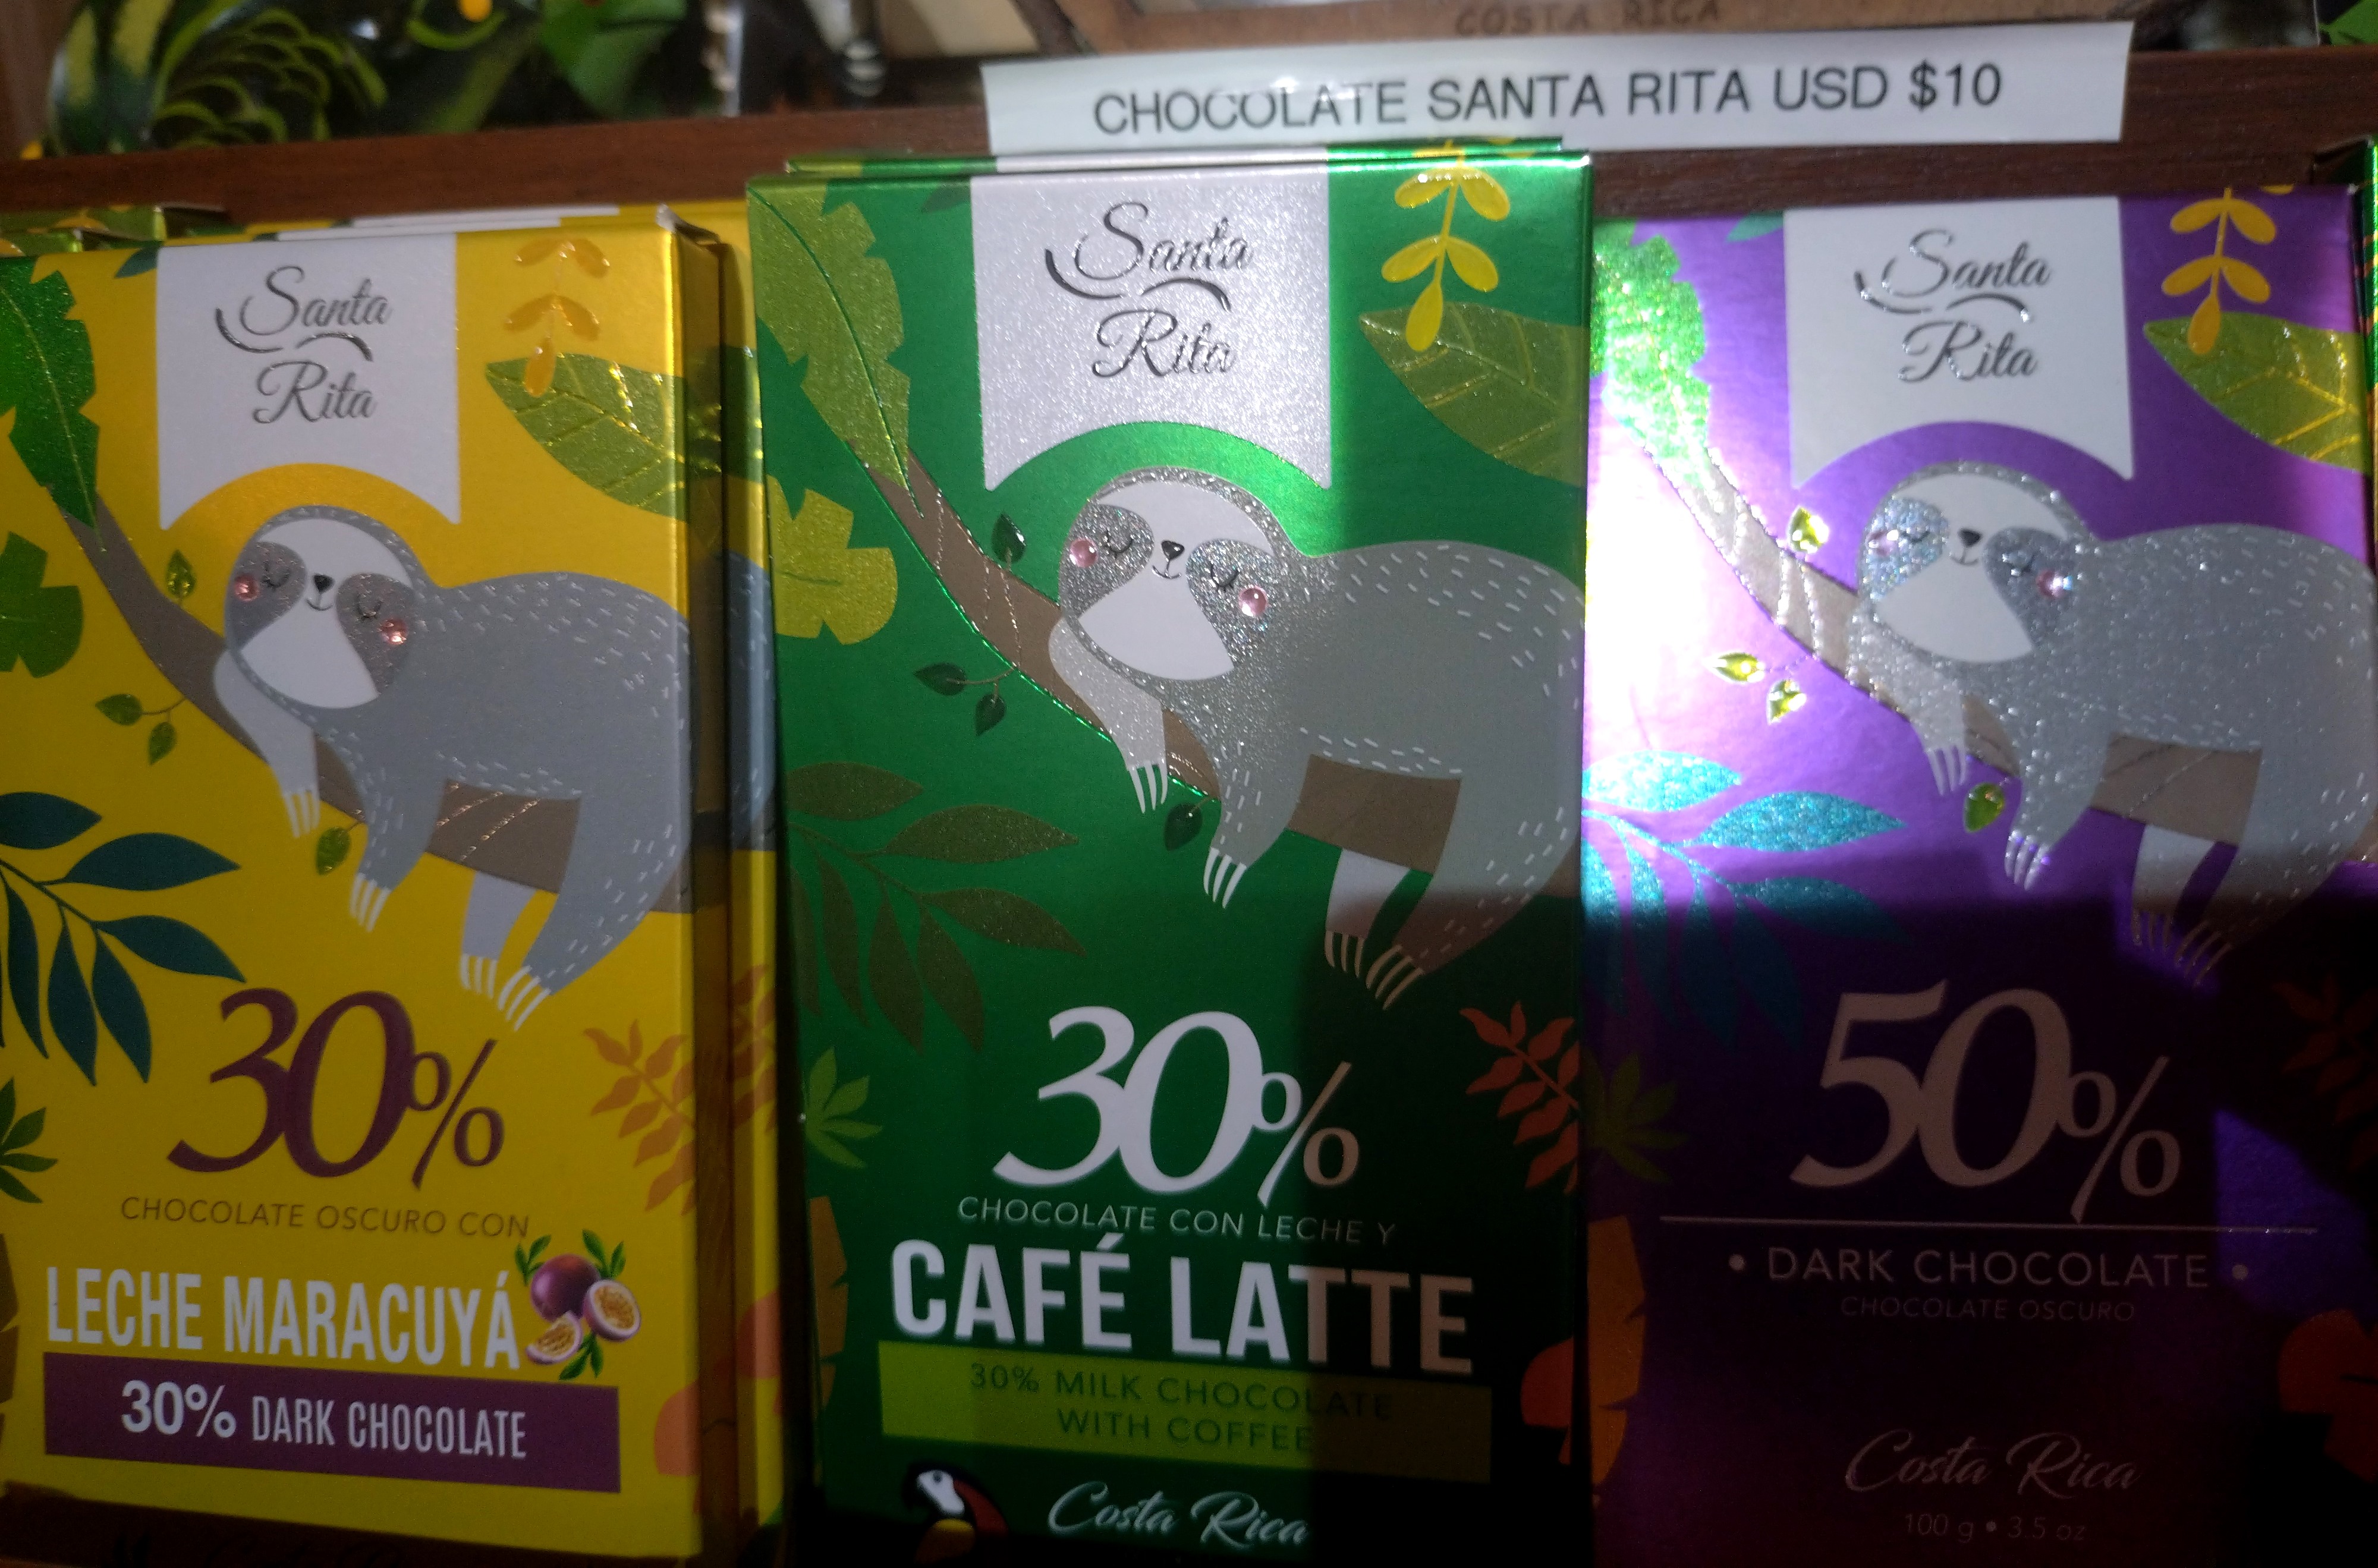 COSTA RICA
CHOCOLATE SANTA RITA USD $10
Santa
Rita
30%
CHOCOLATE OSCURO CON
LECHE MARACUYÁ
30% DARK CHOCOLATE
Santa
Rita
30%
CHOCOLATE CON LECHE Y
CAFÉ LATTE
30% MILK CHOCOLATE
WITH COFFEE
Costa Rica
Santa
Rita
50%
• DARK CHOCOLATE •
CHOCOLATE OSCURO
Costa Rica
100 g • 3.5 oz